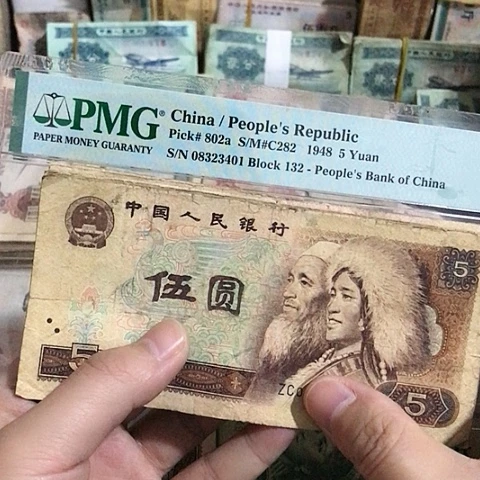 PMG®
PAPER MONEY GUARANTY
China / People's Republic
Pick# 802a S/M#C282 1948 5 Yuan
S/N 08323401 Block 132 - People's Bank of China
中国人民银行
伍圆
5
5
ZC
5